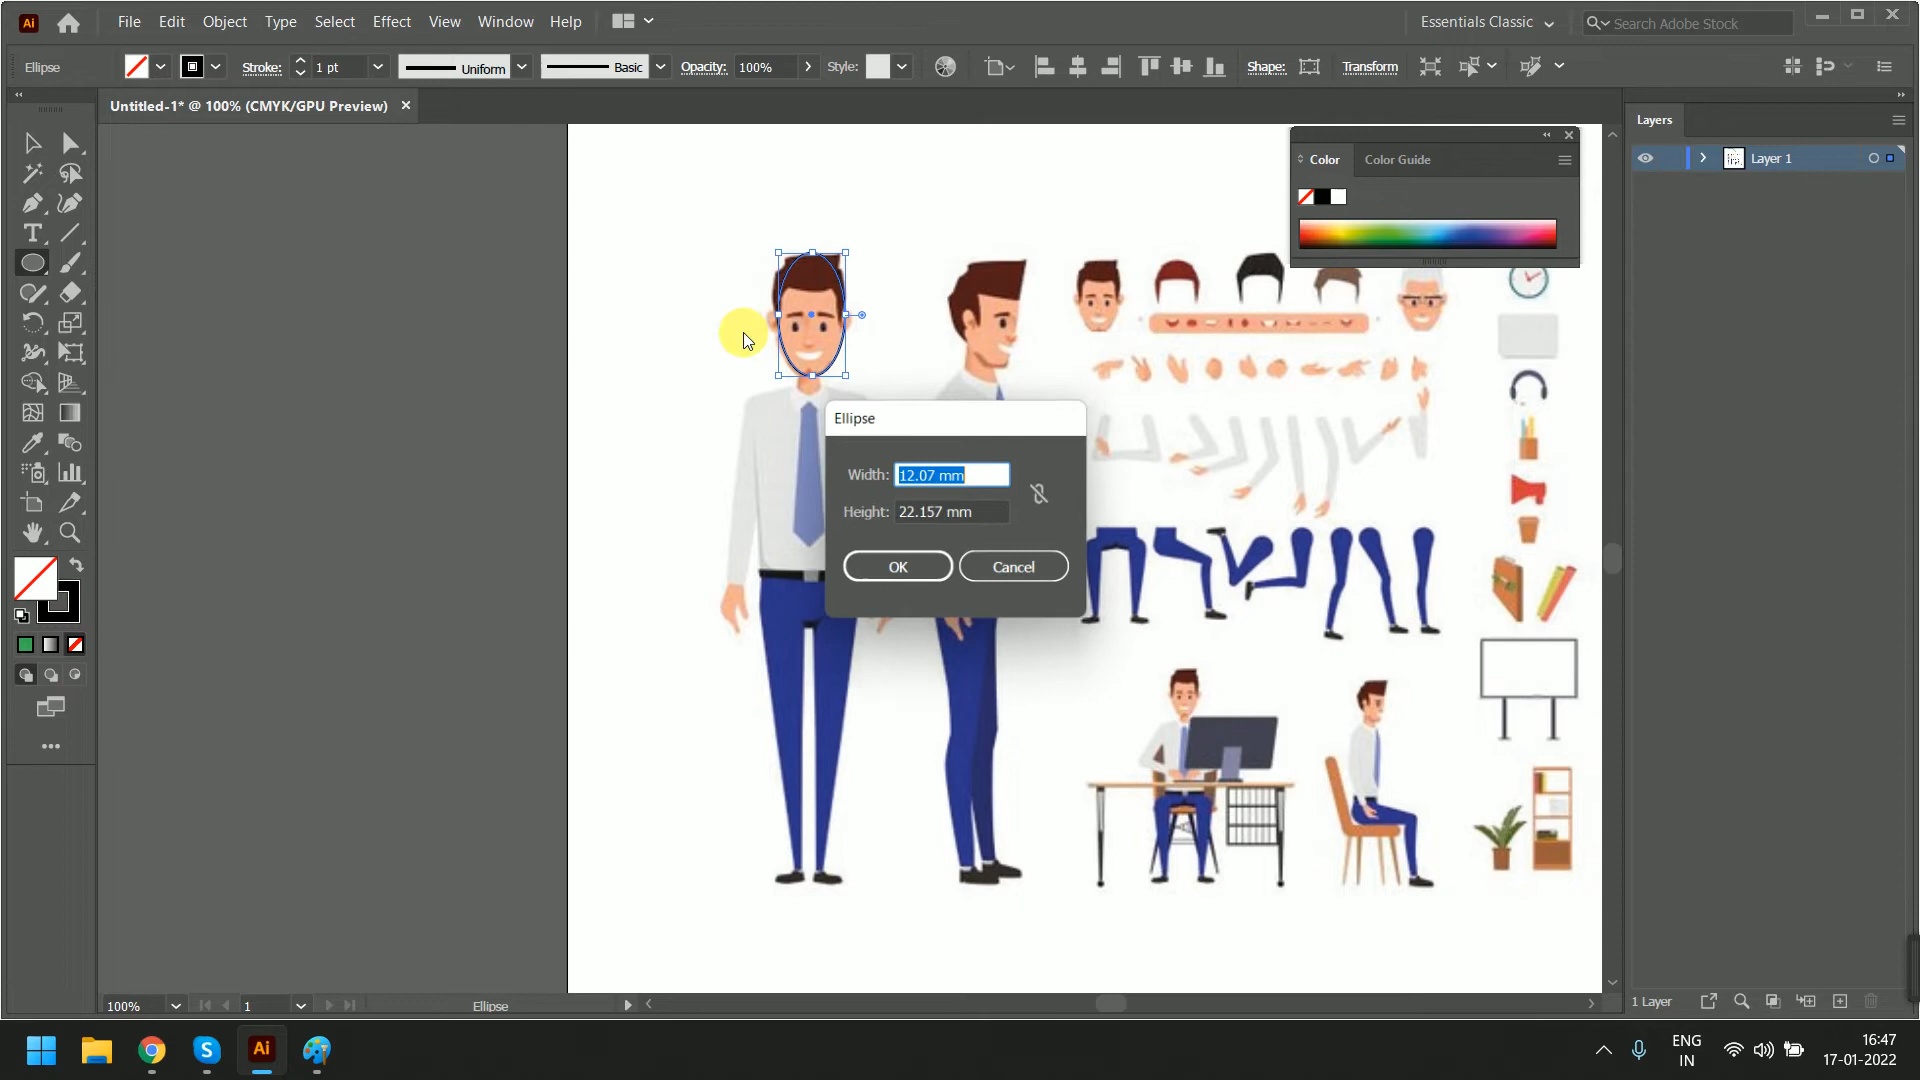 Ai File Edit Object Type Select Effect View Window Help Essentials Classic Search Adobe Stock
Ellipse Stroke: 1 pt Uniform Basic Opacity: 100% Style: Shape: Transform
Untitled-1* @ 100% (CMYK/GPU Preview)
Color Color Guide
Layers
Layer 1
Ellipse
Width: 12.07 mm
Height: 22.157 mm
OK Cancel
100% 1 Ellipse
1 Layer
Ai
ENG
IN
16:47
17-01-2022